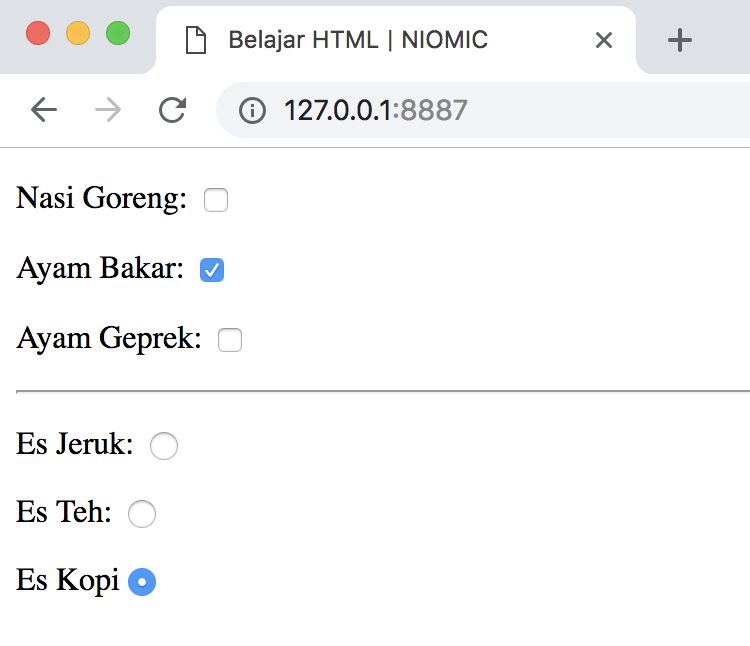 Belajar HTML | NIOMIC
127.0.0.1:8887
Nasi Goreng:
Ayam Bakar:
Ayam Geprek:
Es Jeruk:
Es Teh:
Es Kopi